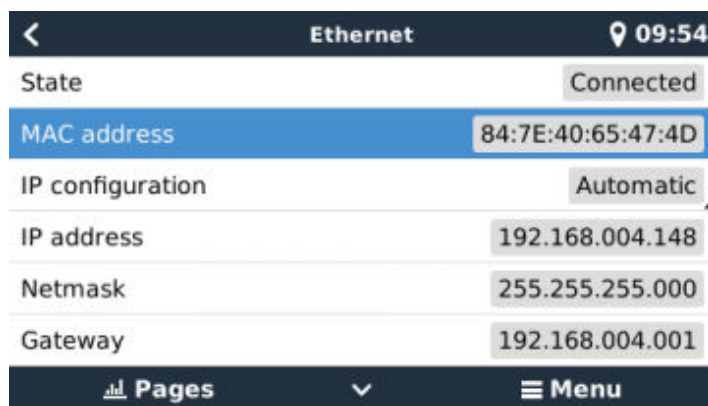 Ethernet 09:54
State Connected
MAC address 84:7E:40:65:47:4D
IP configuration Automatic
IP address 192.168.004.148
Netmask 255.255.255.000
Gateway 192.168.004.001
Pages Menu